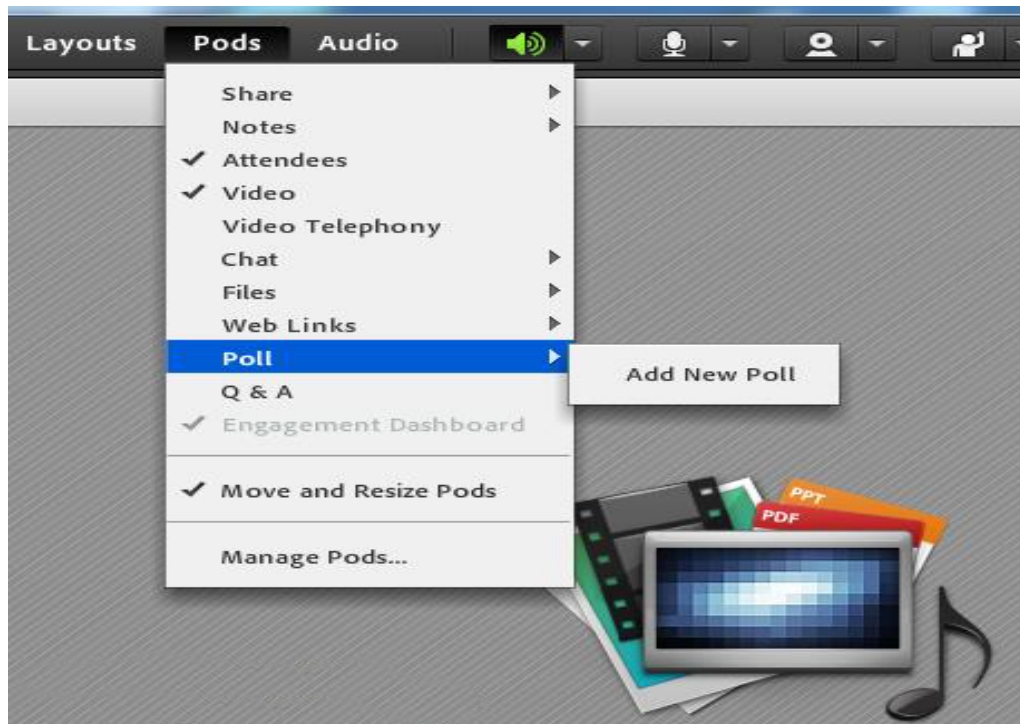 Layouts Pods Audio
Share
Notes
Attendees
Video
Video Telephony
Chat
Files
Web Links
Poll
Add New Poll
Q & A
Engagement Dashboard
Move and Resize Pods
Manage Pods...
PPT
PDF